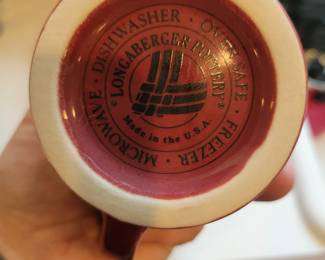 MICROWAVE · DISHWASHER · OVEN SAFE · FREEZER ·
LONGABERGER POTTERY®
Made in the U.S.A.